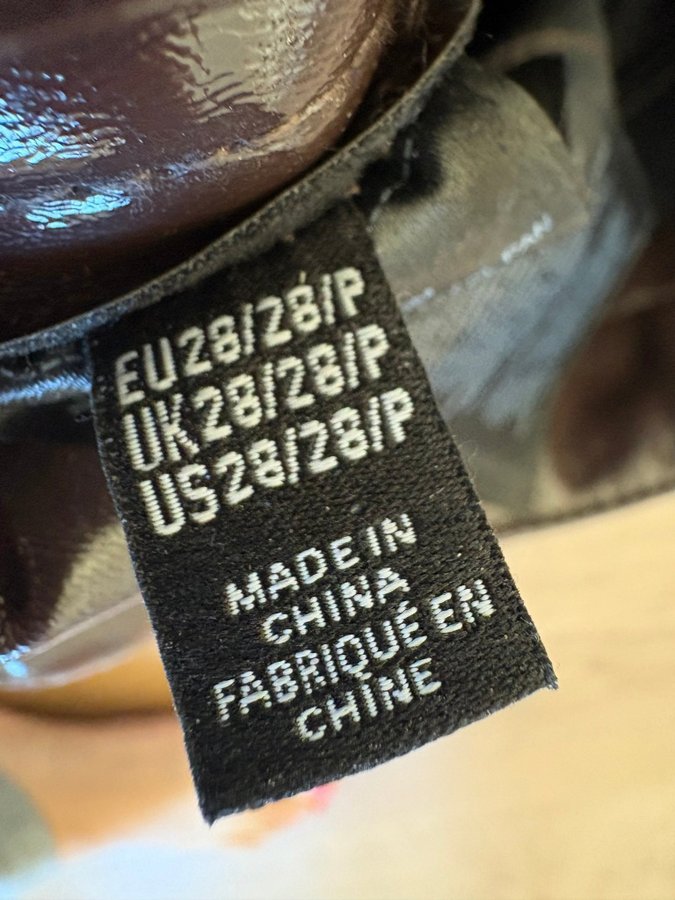 EU28/28/P
UK28/28/P
US28/28/P
MADE IN
CHINA
FABRIQUÉ EN
CHINE